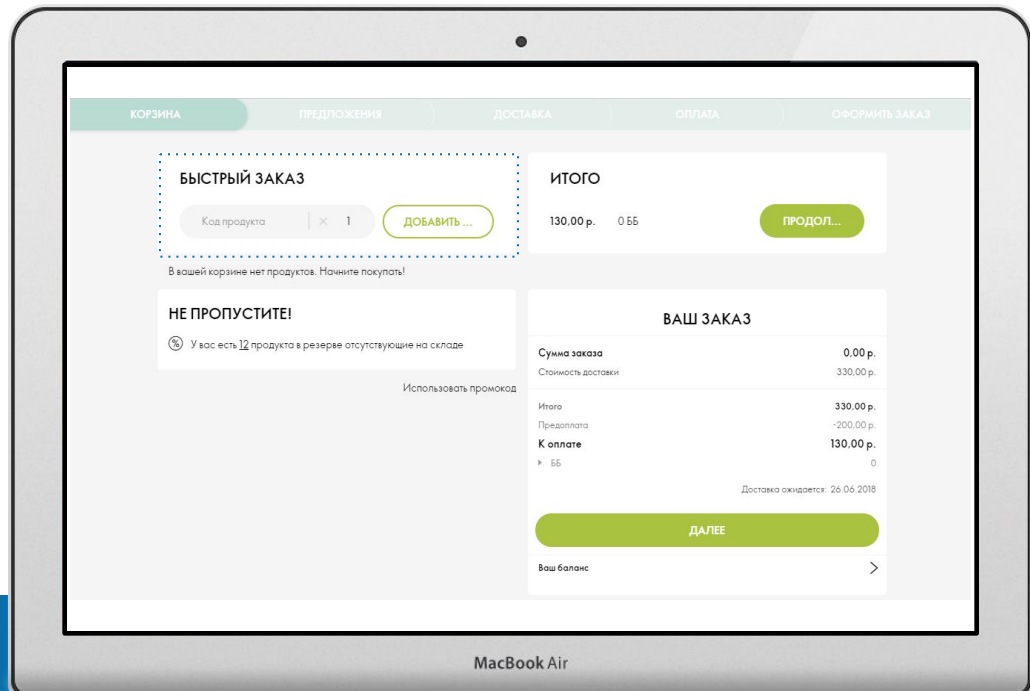 КОРЗИНА ПРЕДЛОЖЕНИЯ ДОСТАВКА ОПЛАТА ОФОРМИТЬ ЗАКАЗ
БЫСТРЫЙ ЗАКАЗ
Код продукта × 1 ДОБАВИТЬ ...
В вашей корзине нет продуктов. Начните покупать!
ИТОГО
130,00 р. 0 ББ ПРОДОЛ...
НЕ ПРОПУСТИТЕ!
% У вас есть 12 продукта в резерве отсутствующие на складе
Использовать промокод
ВАШ ЗАКАЗ
Сумма заказа 0,00 р.
Стоимость доставки 330,00 р.
Итого 330,00 р.
Предоплата -200,00 р.
К оплате 130,00 р.
ББ 0
Доставка ожидается: 26.06.2018
ДАЛЕЕ
Ваш баланс
MacBook Air